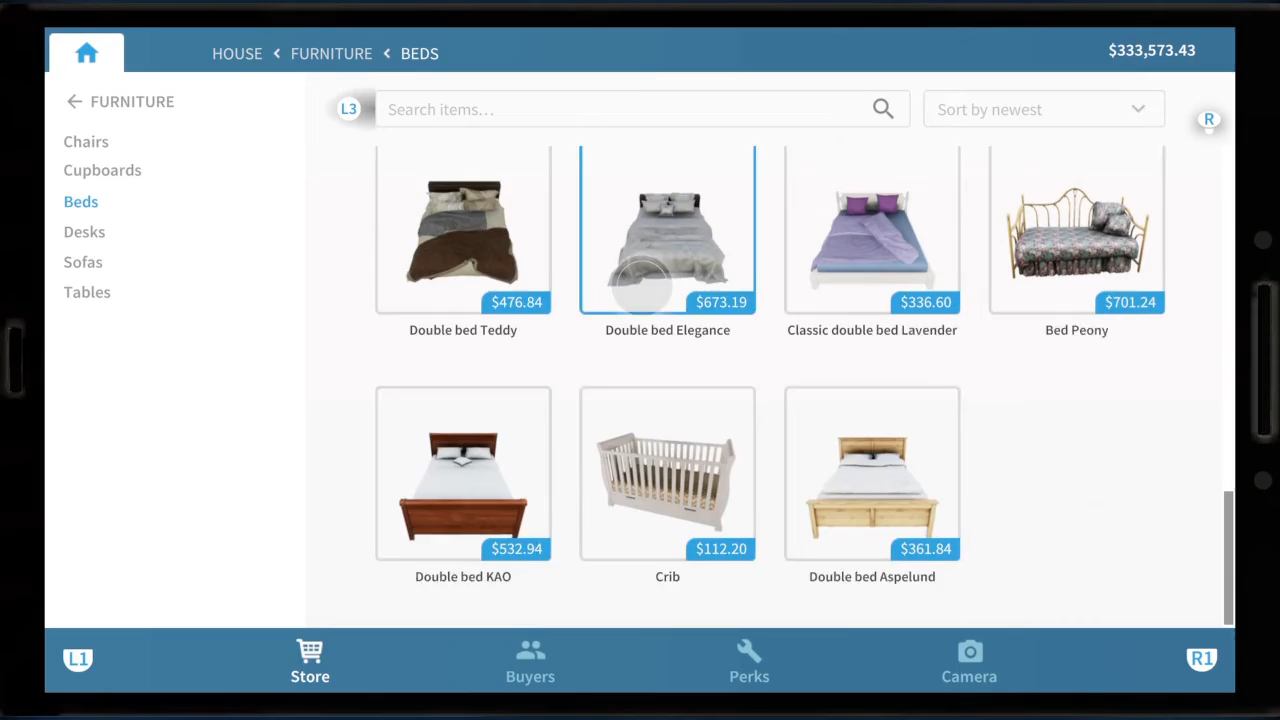 HOUSE < FURNITURE < BEDS
$333,573.43
FURNITURE
Chairs
Cupboards
Beds
Desks
Sofas
Tables
L3
Search items...
Sort by newest
R
$476.84
$673.19
$336.60
$701.24
Double bed Teddy
Double bed Elegance
Classic double bed Lavender
Bed Peony
$532.94
$112.20
$361.84
Double bed KAO
Crib
Double bed Aspelund
L1
Store
Buyers
Perks
Camera
R1